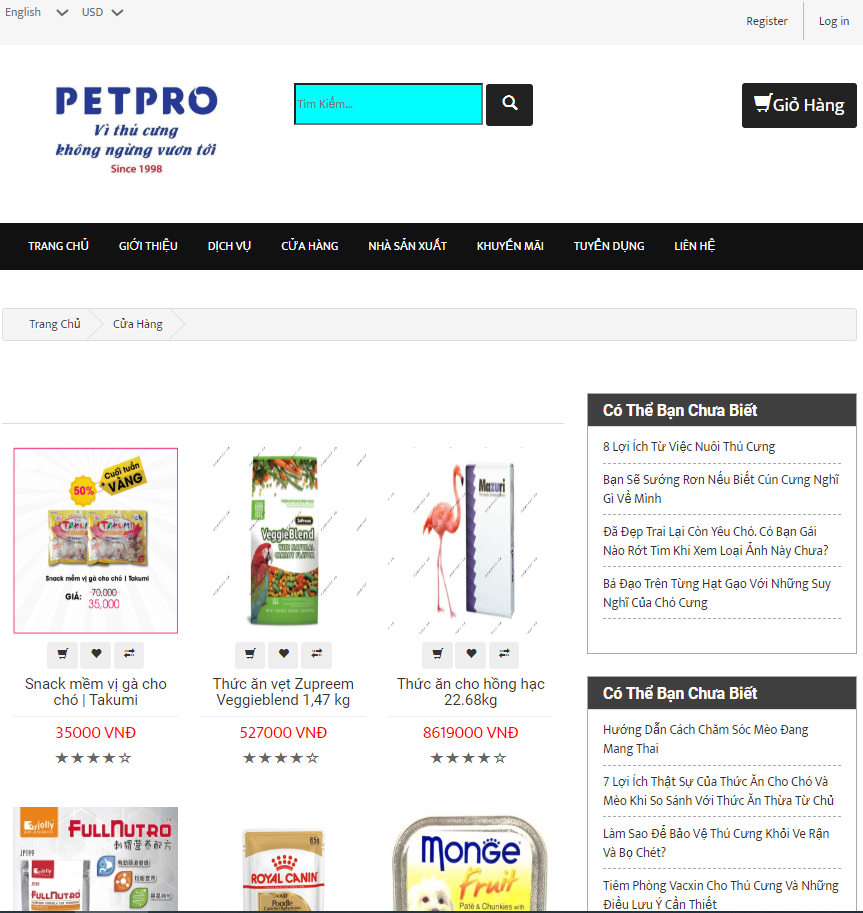 English USD
Register Log in
PETPRO
Vì thú cưng
không ngừng vươn tới
Since 1998
Tìm Kiếm...
Giỏ Hàng
TRANG CHỦ GIỚI THIỆU DỊCH VỤ CỬA HÀNG NHÀ SẢN XUẤT KHUYẾN MÃI TUYỂN DỤNG LIÊN HỆ
Trang Chủ Cửa Hàng
Cuối tuần
VÀNG
50%
TAKUMI TAKUMI
Snack mềm vị gà cho chó | Takumi
GIÁ: 70,000
35,000
ZuPreem
VeggieBlend
WITH NATURAL
CARROT FLAVOR
Mazuri
Snack mềm vị gà cho
chó | Takumi
35000 VNĐ
Thức ăn vẹt Zupreem
Veggieblend 1,47 kg
527000 VNĐ
Thức ăn cho hồng hạc
22.68kg
8619000 VNĐ
jolly
FULLNUTRO
JP199
jolly
FULLNUTRO
85g
ROYAL CANIN
Poodle
MONGE
Fruit
Paté & Chunkies with
Có Thể Bạn Chưa Biết
8 Lợi Ích Từ Việc Nuôi Thú Cưng
Bạn Sẽ Sướng Rơn Nếu Biết Cún Cưng Nghĩ
Gì Về Mình
Đã Đẹp Trai Lại Còn Yêu Chó. Có Bạn Gái
Nào Rớt Tim Khi Xem Loại Ảnh Này Chưa?
Bá Đạo Trên Từng Hạt Gạo Với Những Suy
Nghĩ Của Chó Cưng
Có Thể Bạn Chưa Biết
Hướng Dẫn Cách Chăm Sóc Mèo Đang
Mang Thai
7 Lợi Ích Thật Sự Của Thức Ăn Cho Chó Và
Mèo Khi So Sánh Với Thức Ăn Thừa Từ Chủ
Làm Sao Để Bảo Vệ Thú Cưng Khỏi Ve Rận
Và Bọ Chét?
Tiêm Phòng Vacxin Cho Thú Cưng Và Những
Điều Lưu Ý Cần Thiết